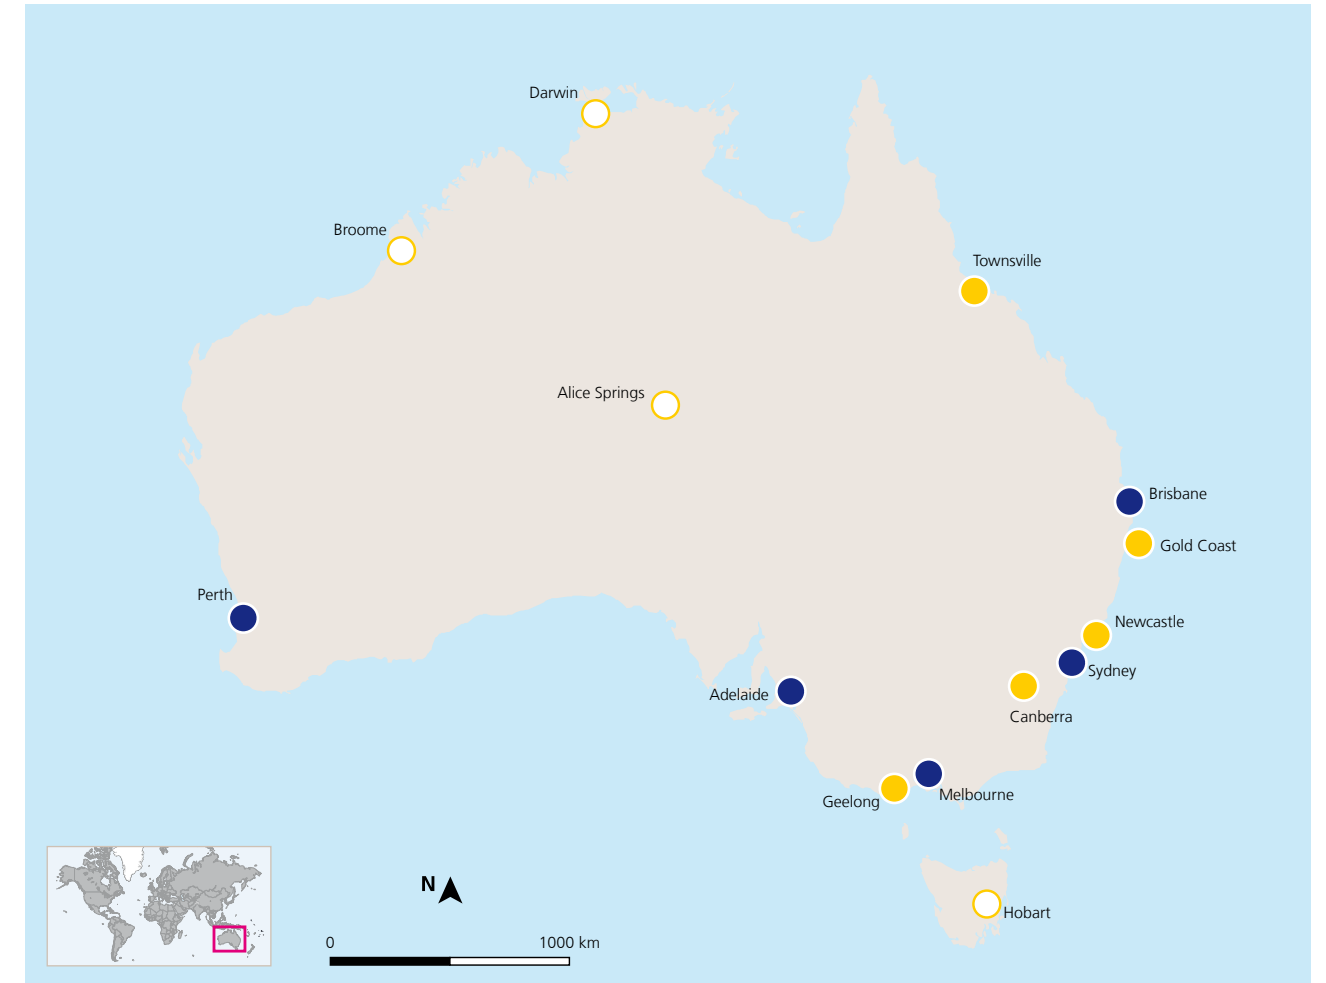 Darwin
Broome
Townsville
Alice Springs
Brisbane
Gold Coast
Perth
Newcastle
Sydney
Adelaide
Canberra
Melbourne
Geelong
N
Hobart
0 1000 km